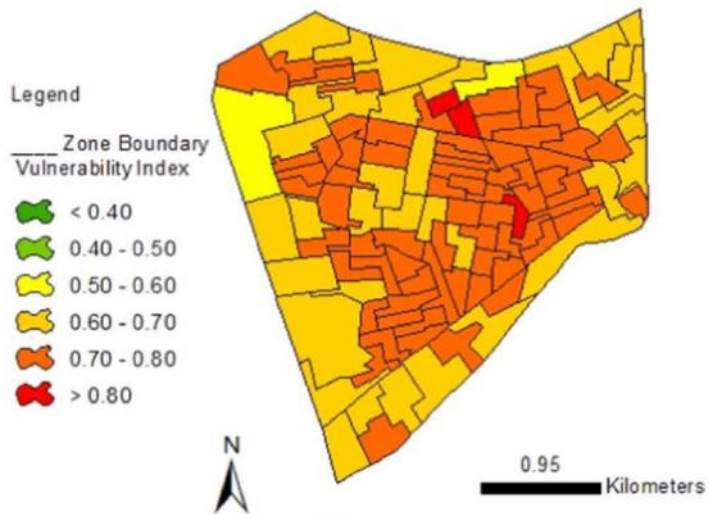 Legend
____ Zone Boundary
Vulnerability Index
< 0.40
0.40 - 0.50
0.50 - 0.60
0.60 - 0.70
0.70 - 0.80
> 0.80
N
0.95
Kilometers